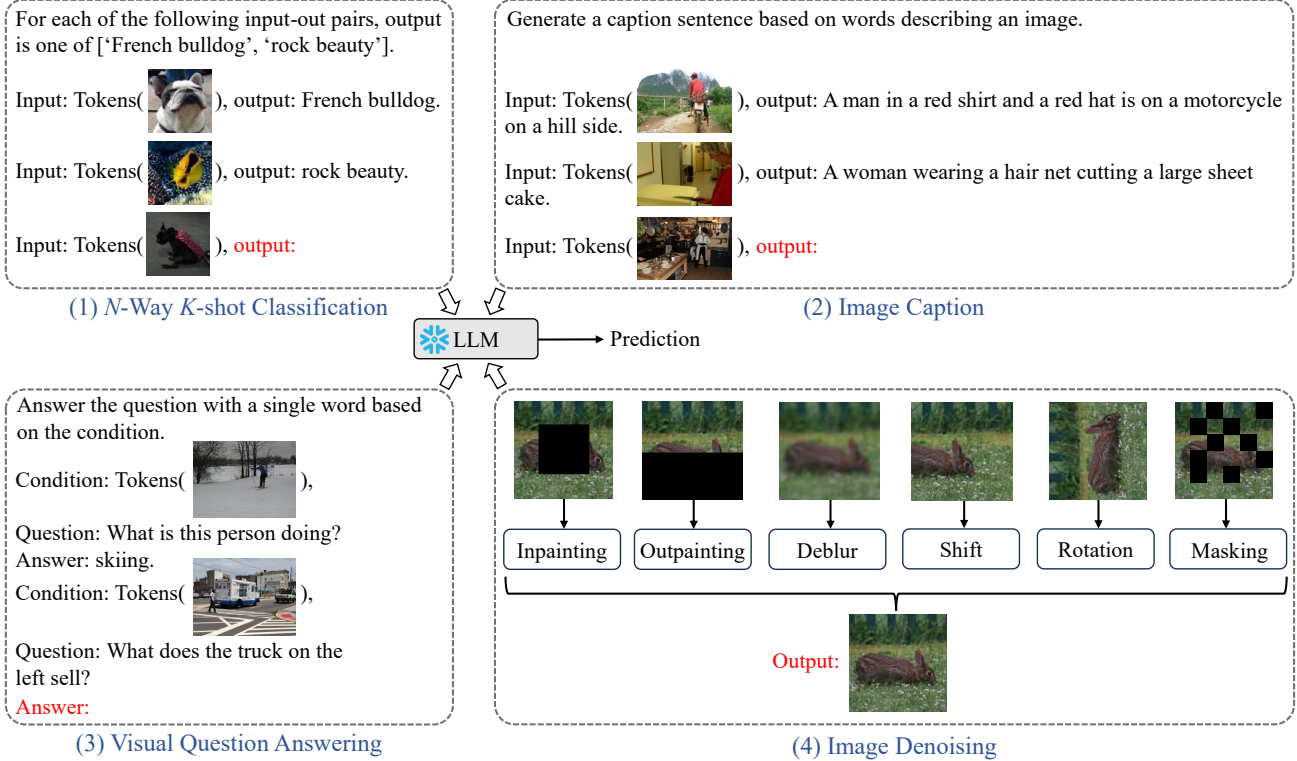 For each of the following input-out pairs, output
is one of [‘French bulldog’, ‘rock beauty’].
Input: Tokens( ), output: French bulldog.
Input: Tokens( ), output: rock beauty.
Input: Tokens( ), output:
(1) N-Way K-shot Classification
Generate a caption sentence based on words describing an image.
Input: Tokens( ), output: A man in a red shirt and a red hat is on a motorcycle
on a hill side.
Input: Tokens( ), output: A woman wearing a hair net cutting a large sheet
cake.
Input: Tokens( ), output:
(2) Image Caption
LLM
Prediction
Answer the question with a single word based
on the condition.
Condition: Tokens( ),
Question: What is this person doing?
Answer: skiing.
Condition: Tokens( ),
Question: What does the truck on the
left sell?
Answer:
(3) Visual Question Answering
Inpainting
Outpainting
Deblur
Shift
Rotation
Masking
Output:
(4) Image Denoising